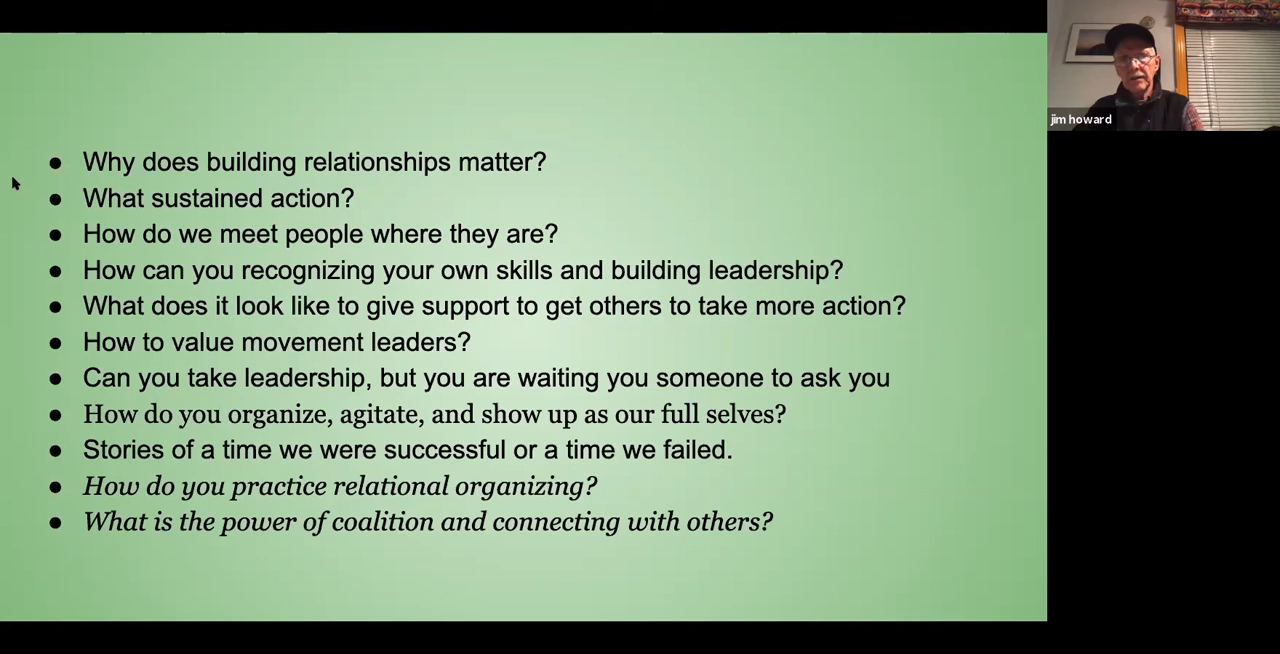 ● Why does building relationships matter?
● What sustained action?
● How do we meet people where they are?
● How can you recognizing your own skills and building leadership?
● What does it look like to give support to get others to take more action?
● How to value movement leaders?
● Can you take leadership, but you are waiting you someone to ask you
● How do you organize, agitate, and show up as our full selves?
● Stories of a time we were successful or a time we failed.
● How do you practice relational organizing?
● What is the power of coalition and connecting with others?
jim howard